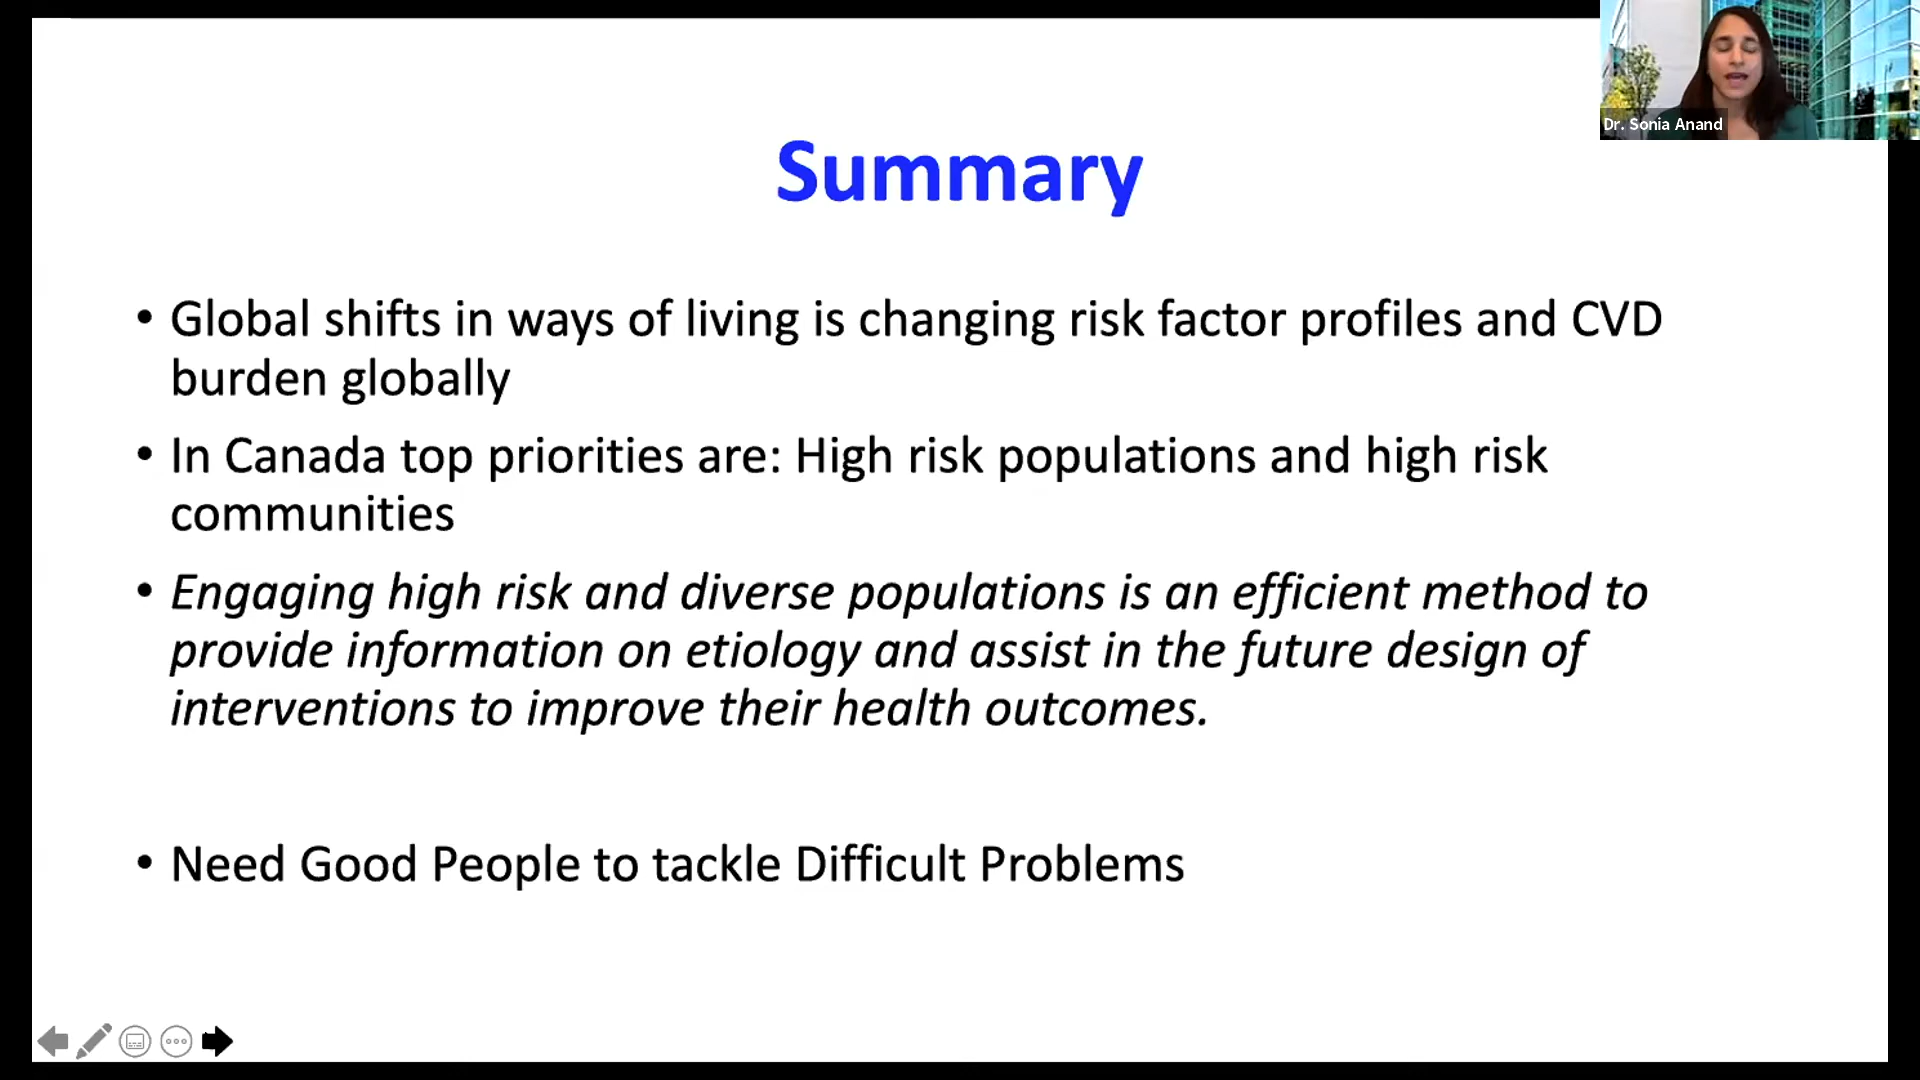 Dr. Sonia Anand
Summary
• Global shifts in ways of living is changing risk factor profiles and CVD
burden globally
• In Canada top priorities are: High risk populations and high risk
communities
• Engaging high risk and diverse populations is an efficient method to
provide information on etiology and assist in the future design of
interventions to improve their health outcomes.
• Need Good People to tackle Difficult Problems